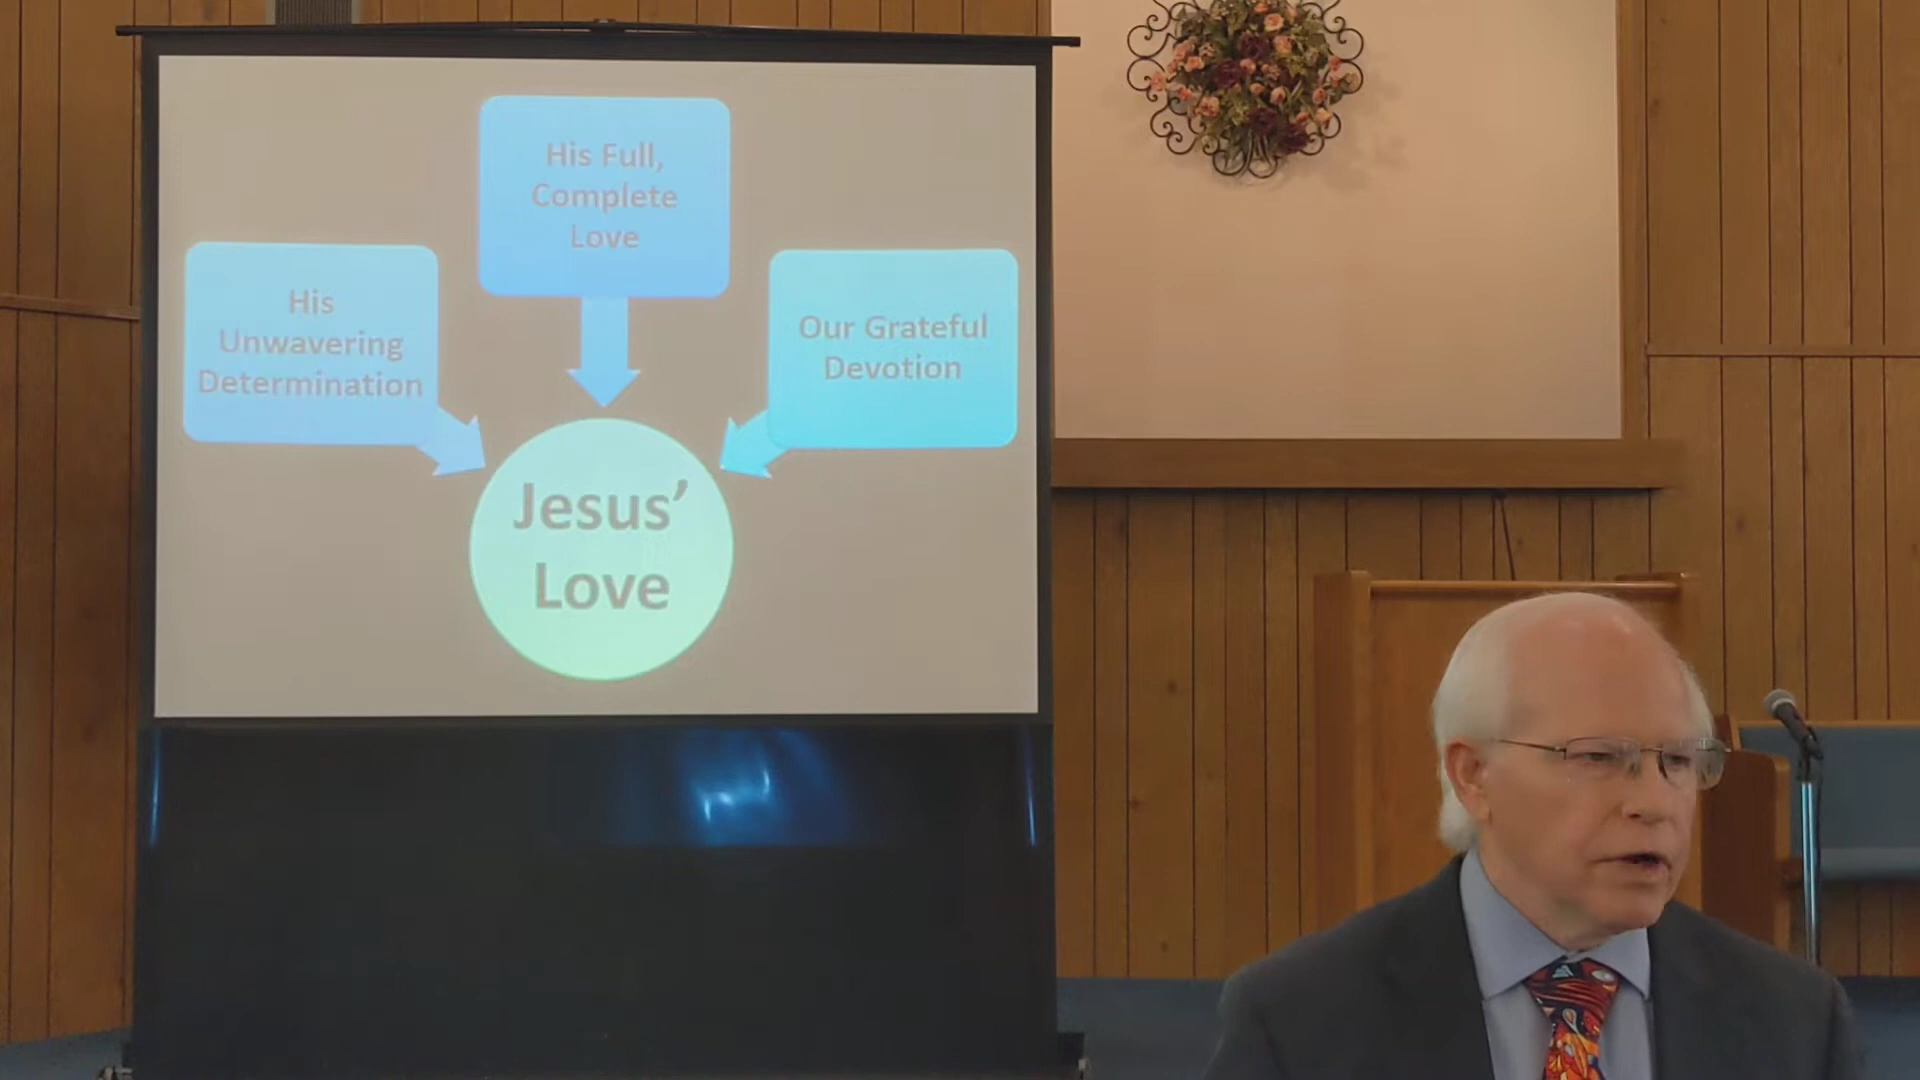 His Full,
Complete
Love
His
Unwavering
Determination
Our Grateful
Devotion
Jesus’
Love